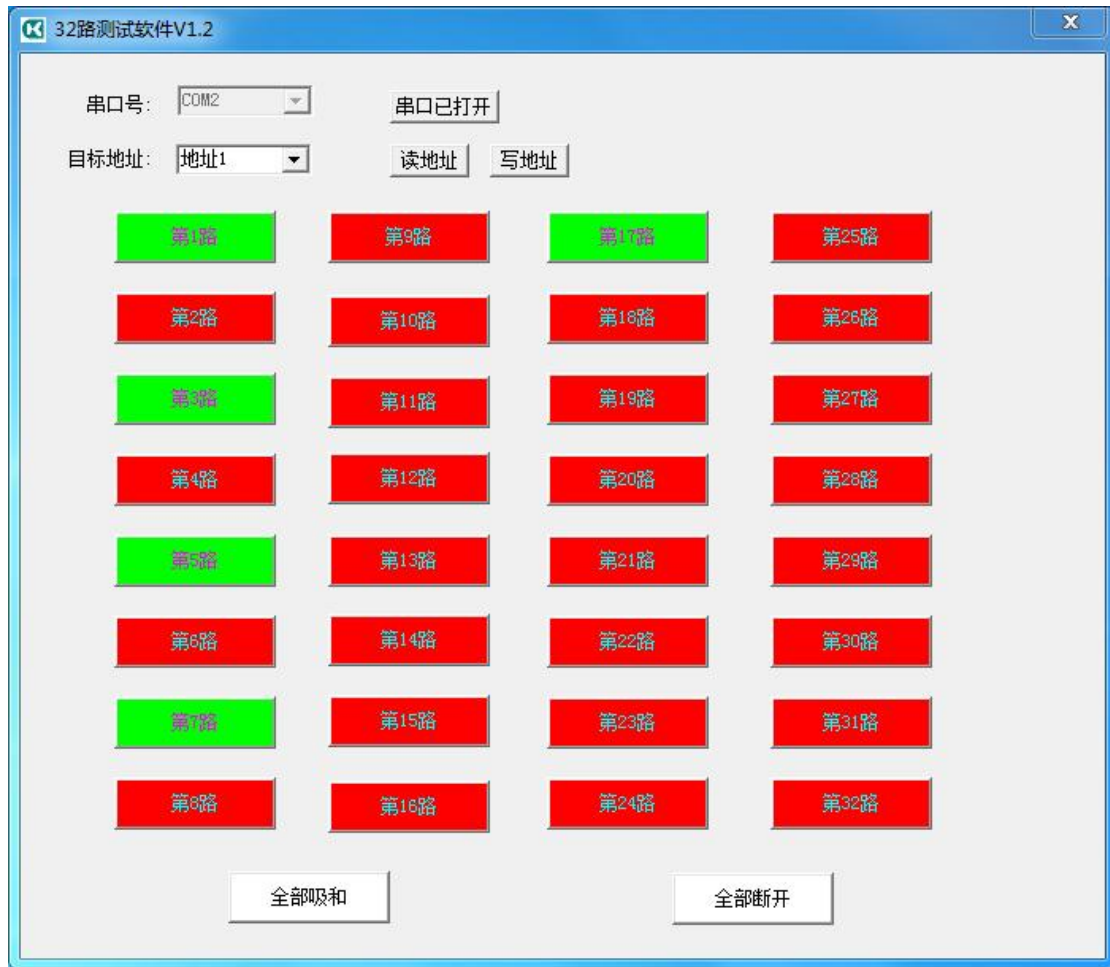 32路测试软件V1.2
串口号: COM2 串口已打开
目标地址: 地址1 读地址 写地址
第1路 第9路 第17路 第25路
第2路 第10路 第18路 第26路
第3路 第11路 第19路 第27路
第4路 第12路 第20路 第28路
第5路 第13路 第21路 第29路
第6路 第14路 第22路 第30路
第7路 第15路 第23路 第31路
第8路 第16路 第24路 第32路
全部吸和 全部断开